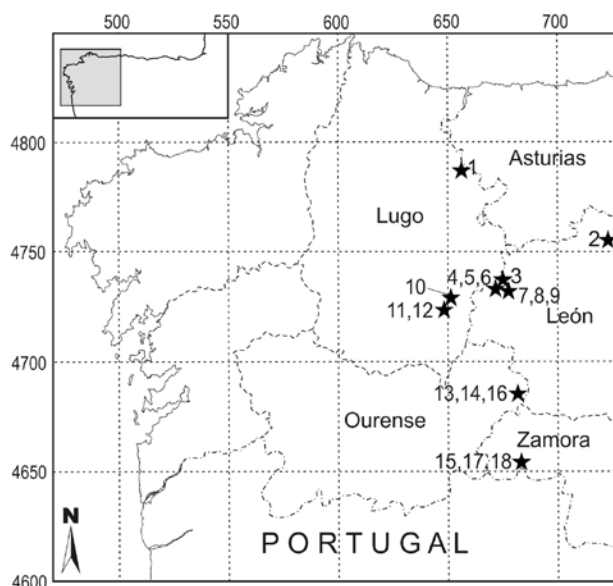 500 550 600 650 700
4800
Asturias
1
Lugo
4750
2
4,5,6 3
10
7,8,9
11,12
León
4700
13,14,16
Ourense
Zamora
4650
15,17,18
N
PORTUGAL
4600